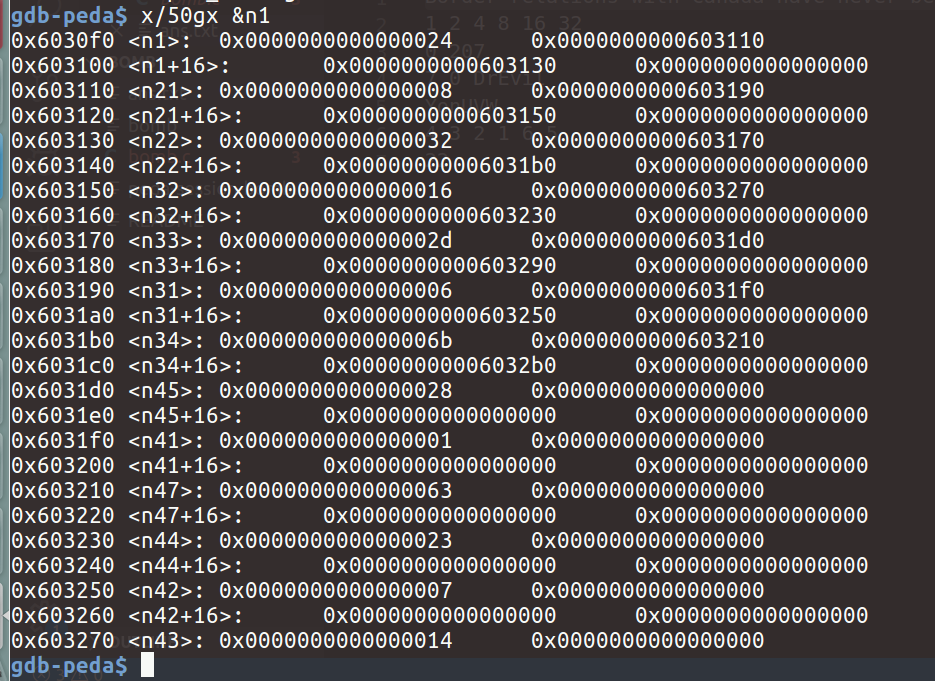 gdb-peda$ x/50gx &n1
0x6030f0 <n1>: 0x0000000000000024 0x0000000000603110
0x603100 <n1+16>: 0x0000000000603130 0x0000000000000000
0x603110 <n21>: 0x0000000000000008 0x0000000000603190
0x603120 <n21+16>: 0x0000000000603150 0x0000000000000000
0x603130 <n22>: 0x0000000000000032 0x0000000000603170
0x603140 <n22+16>: 0x00000000006031b0 0x0000000000000000
0x603150 <n32>: 0x0000000000000016 0x0000000000603270
0x603160 <n32+16>: 0x0000000000603230 0x0000000000000000
0x603170 <n33>: 0x000000000000002d 0x00000000006031d0
0x603180 <n33+16>: 0x0000000000603290 0x0000000000000000
0x603190 <n31>: 0x0000000000000006 0x00000000006031f0
0x6031a0 <n31+16>: 0x0000000000603250 0x0000000000000000
0x6031b0 <n34>: 0x000000000000006b 0x0000000000603210
0x6031c0 <n34+16>: 0x00000000006032b0 0x0000000000000000
0x6031d0 <n45>: 0x0000000000000028 0x0000000000000000
0x6031e0 <n45+16>: 0x0000000000000000 0x0000000000000000
0x6031f0 <n41>: 0x0000000000000001 0x0000000000000000
0x603200 <n41+16>: 0x0000000000000000 0x0000000000000000
0x603210 <n47>: 0x0000000000000063 0x0000000000000000
0x603220 <n47+16>: 0x0000000000000000 0x0000000000000000
0x603230 <n44>: 0x0000000000000023 0x0000000000000000
0x603240 <n44+16>: 0x0000000000000000 0x0000000000000000
0x603250 <n42>: 0x0000000000000007 0x0000000000000000
0x603260 <n42+16>: 0x0000000000000000 0x0000000000000000
0x603270 <n43>: 0x0000000000000014 0x0000000000000000
gdb-peda$